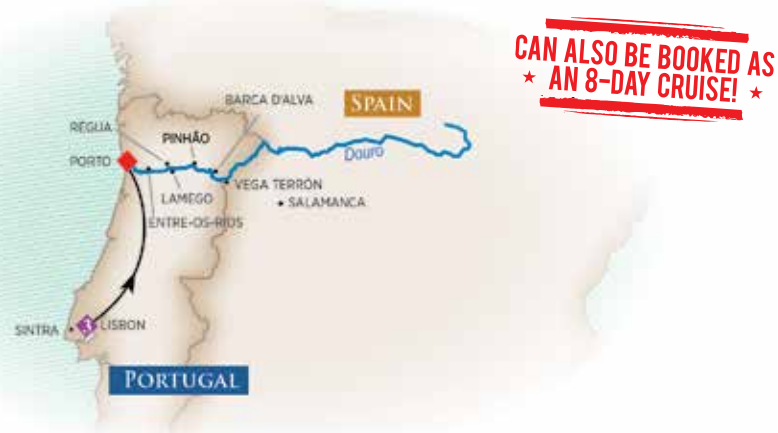 CAN ALSO BE BOOKED AS
AN 8-DAY CRUISE!
BARCA D'ALVA
SPAIN
RÉGUA
PINHÃO
PORTO
Douro
VEGA TERRÓN
LAMEGO
SALAMANCA
ENTRE-OS-RIOS
3
LISBON
SINTRA
PORTUGAL